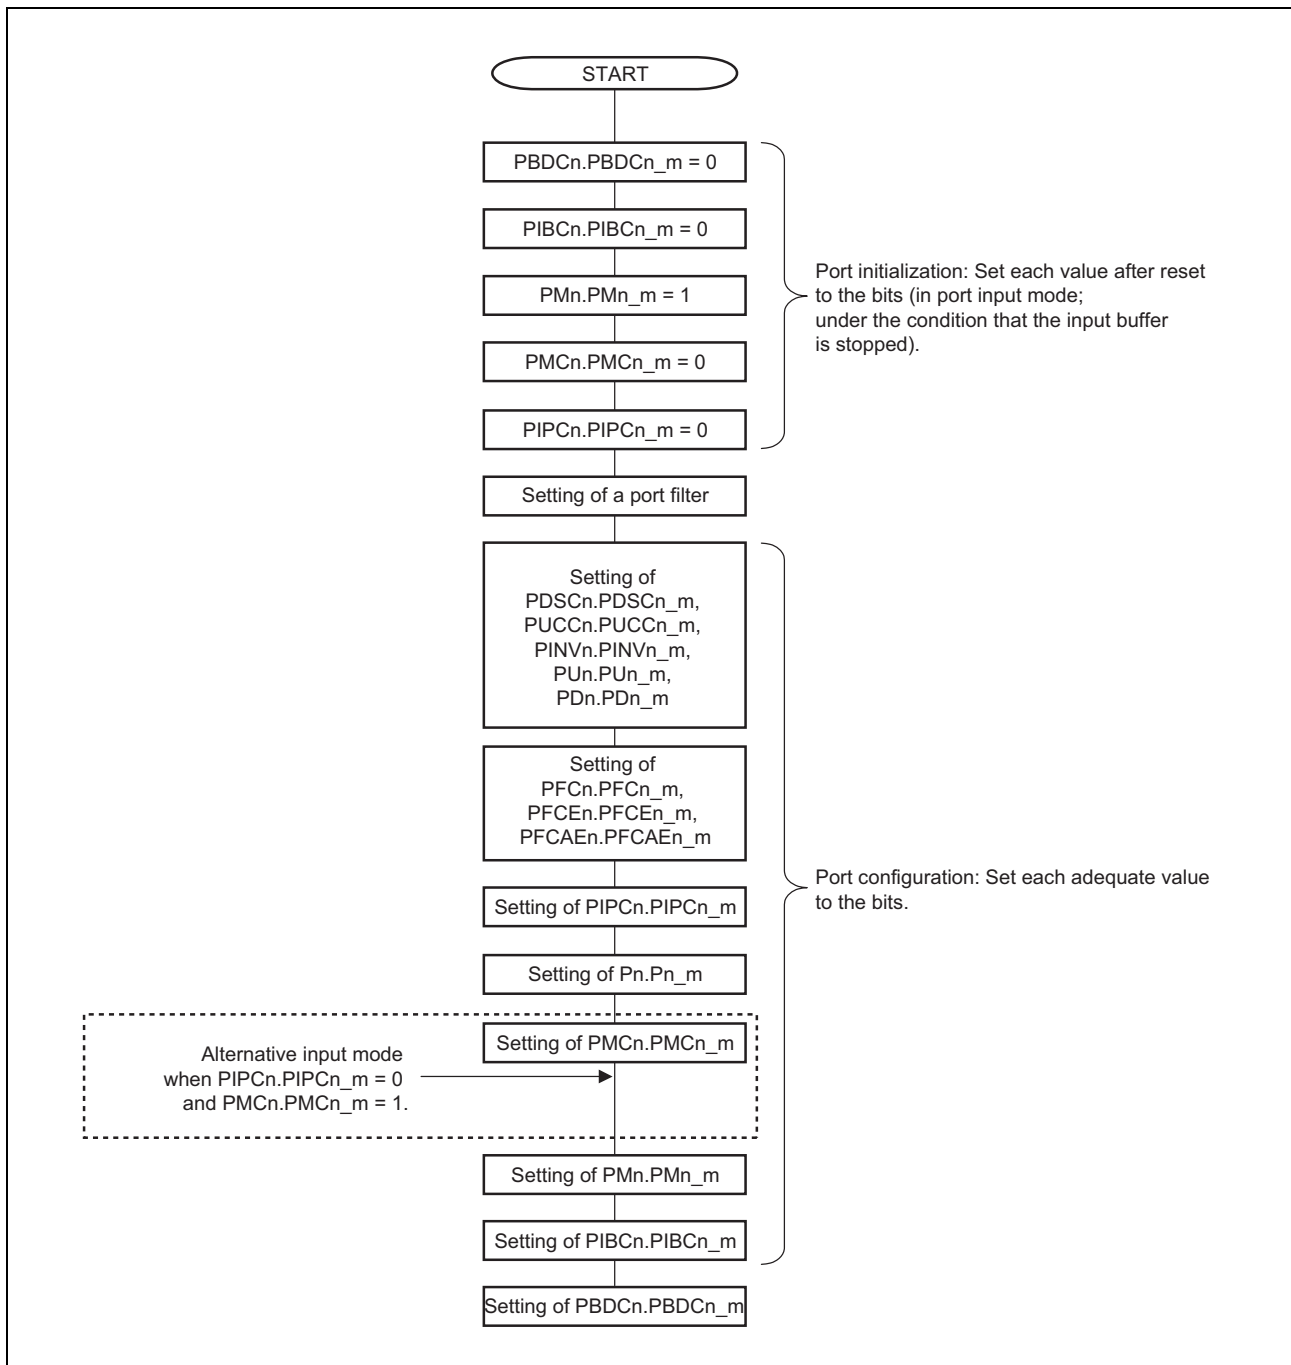 START
PBDCn.PBDCn_m = 0
PIBCn.PIBCn_m = 0
PMn.PMn_m = 1
PMCn.PMCn_m = 0
PIPCn.PIPCn_m = 0
Port initialization: Set each value after reset
to the bits (in port input mode;
under the condition that the input buffer
is stopped).
Setting of a port filter
Setting of
PDSCn.PDSCn_m,
PUCCn.PUCCn_m,
PINVn.PINVn_m,
PUn.PUn_m,
PDn.PDn_m
Setting of
PFCn.PFCn_m,
PFCEn.PFCEn_m,
PFCAEn.PFCAEn_m
Setting of PIPCn.PIPCn_m
Port configuration: Set each adequate value
to the bits.
Setting of Pn.Pn_m
Setting of PMCn.PMCn_m
Alternative input mode
when PIPCn.PIPCn_m = 0
and PMCn.PMCn_m = 1.
Setting of PMn.PMn_m
Setting of PIBCn.PIBCn_m
Setting of PBDCn.PBDCn_m